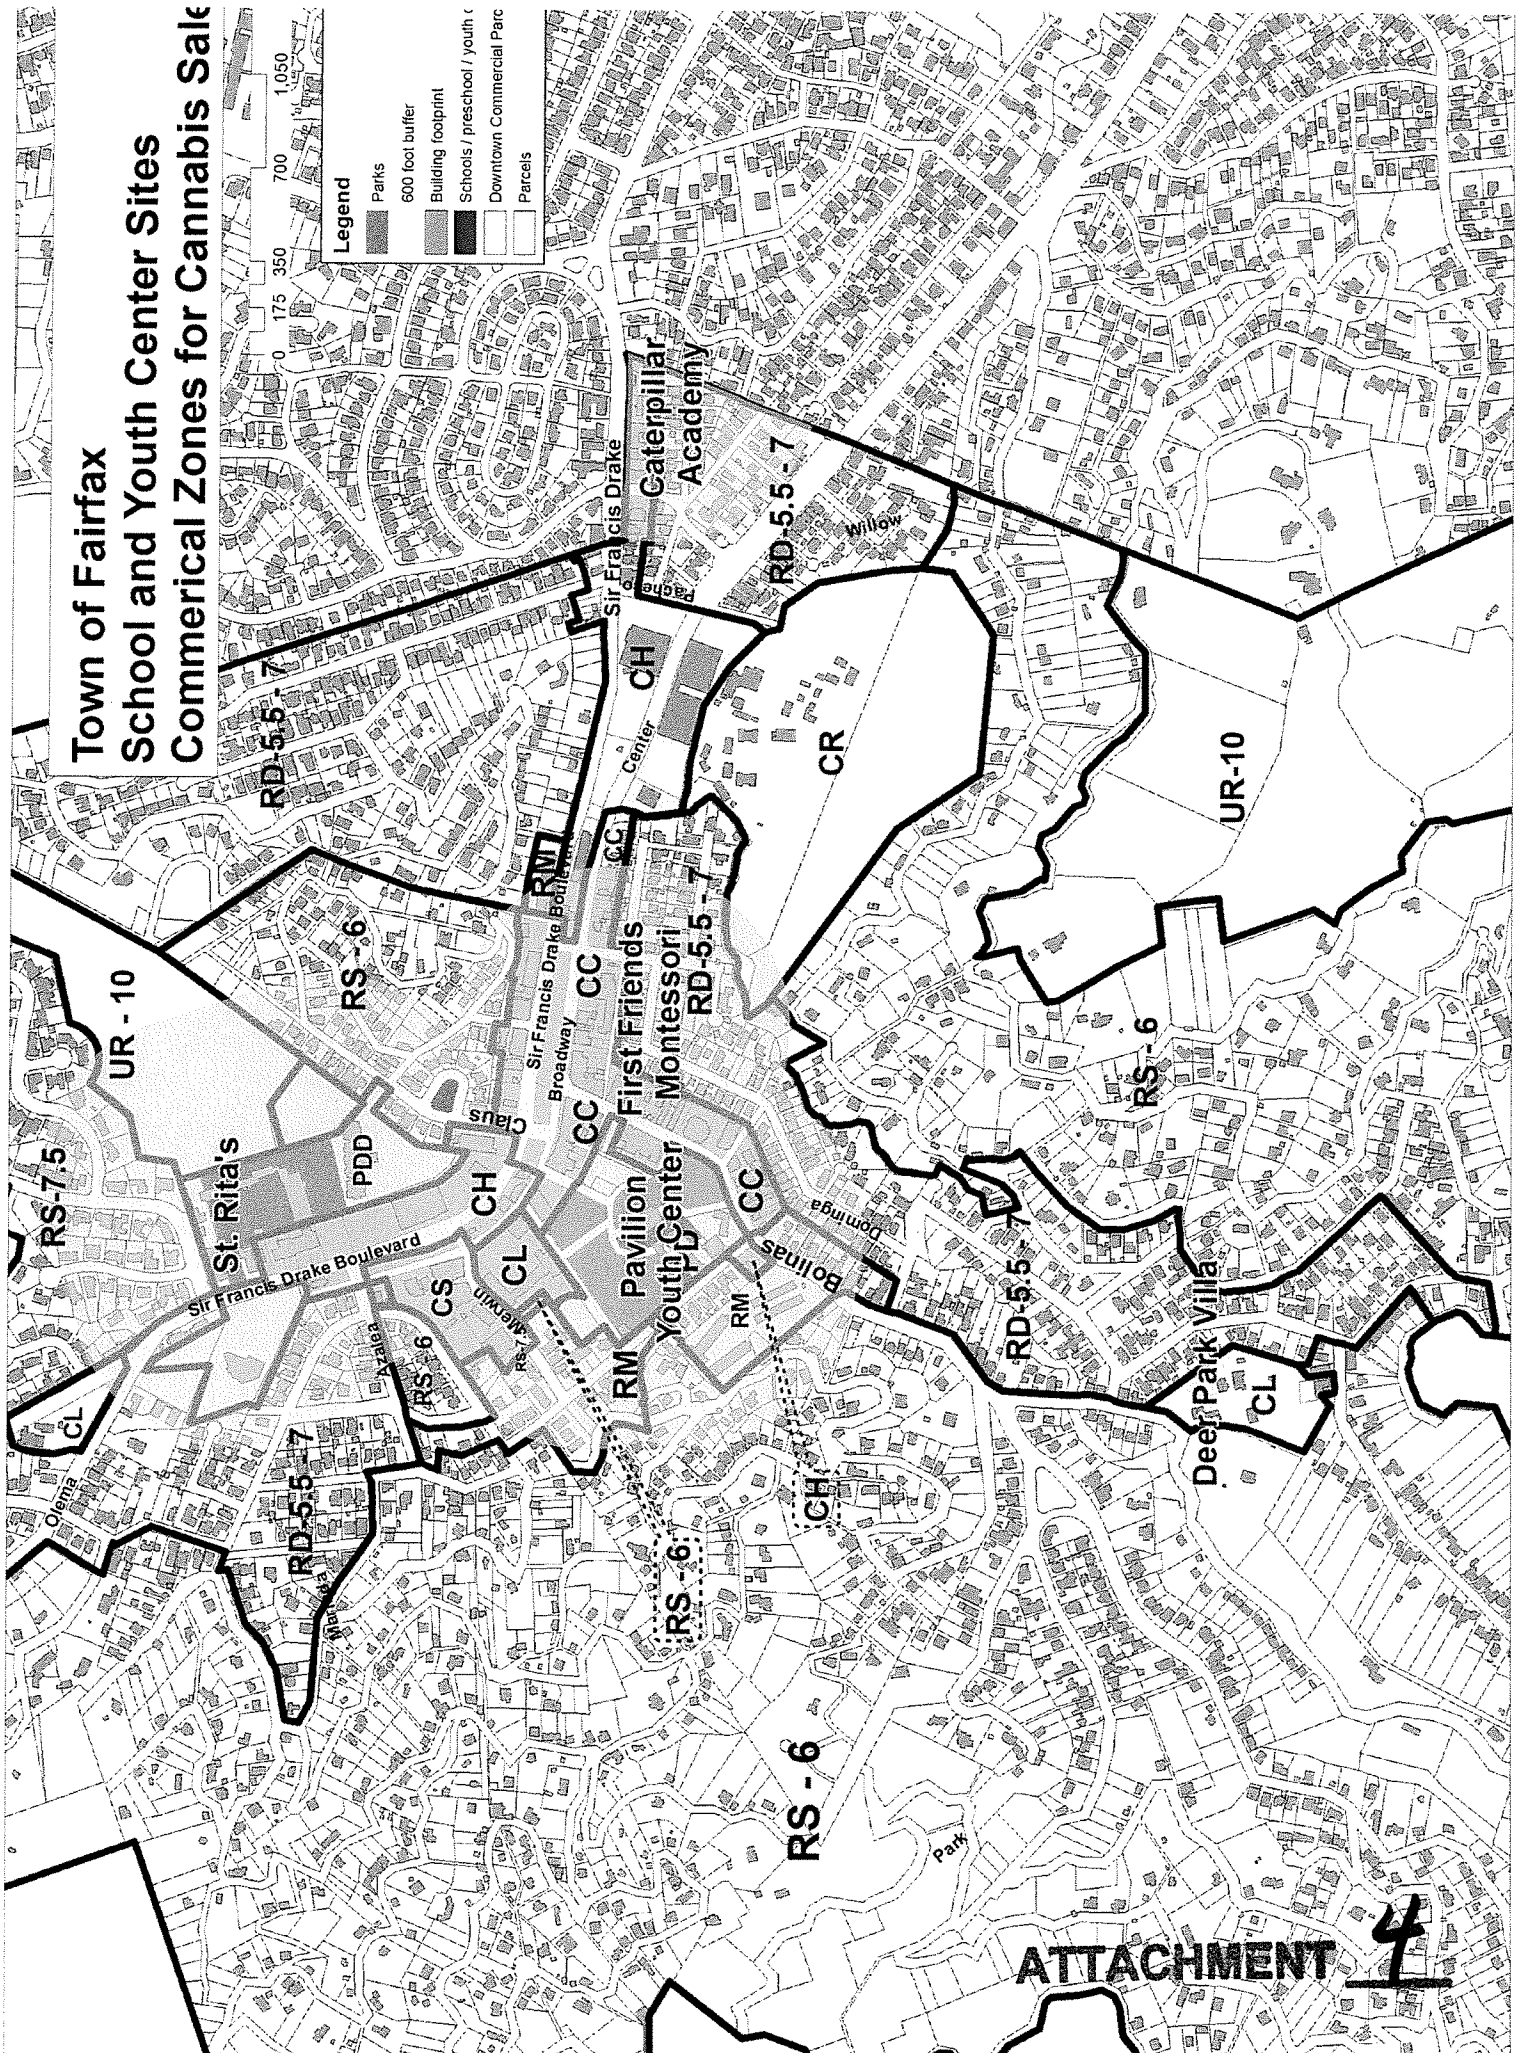 Town of Fairfax
School and Youth Center Sites
Commerical Zones for Cannabis Sale
0 175 350 700 1,050
Legend
Parks
600 foot buffer
Building footprint
Schools / preschool / youth c
Downtown Commercial Parc
Parcels
RS-7.5
UR - 10
RS - 6
RD-5.5 - 7
CL
Olema
St. Rita's
PDD
Sir Francis Drake Boulevard
CH
Claus
RM
Sir Francis Drake Boulevard
Broadway
CC
CC
CC
Center
CH
Sir Francis Drake
Sir Francis Drake
Pacheco
Caterpillar
Academy
RD-5.5 - 7
Willow
RD-5.5 - 7
Azalea
RS - 6
CS
Merwin
RS-7
CL
First Friends
Montessori
RD-5.5 - 7
Pavilion
Youth Center
PD
CC
RM
RM
Bolinas
Dominga
CR
UR-10
RS - 6
CH
RS - 6
RD-5.5 - 7
Deer Park Villa
CL
RS - 6
Park
ATTACHMENT 4